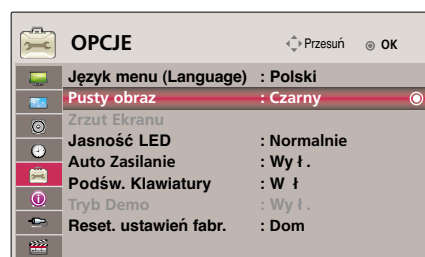 OPCJE Przesuń OK
Język menu (Language) : Polski
Pusty obraz : Czarny
Zrzut Ekranu
Jasność LED : Normalnie
Auto Zasilanie : Wy ł .
Podśw. Klawiatury : W ł
Tryb Demo : Wy ł .
Reset. ustawień fabr. : Dom